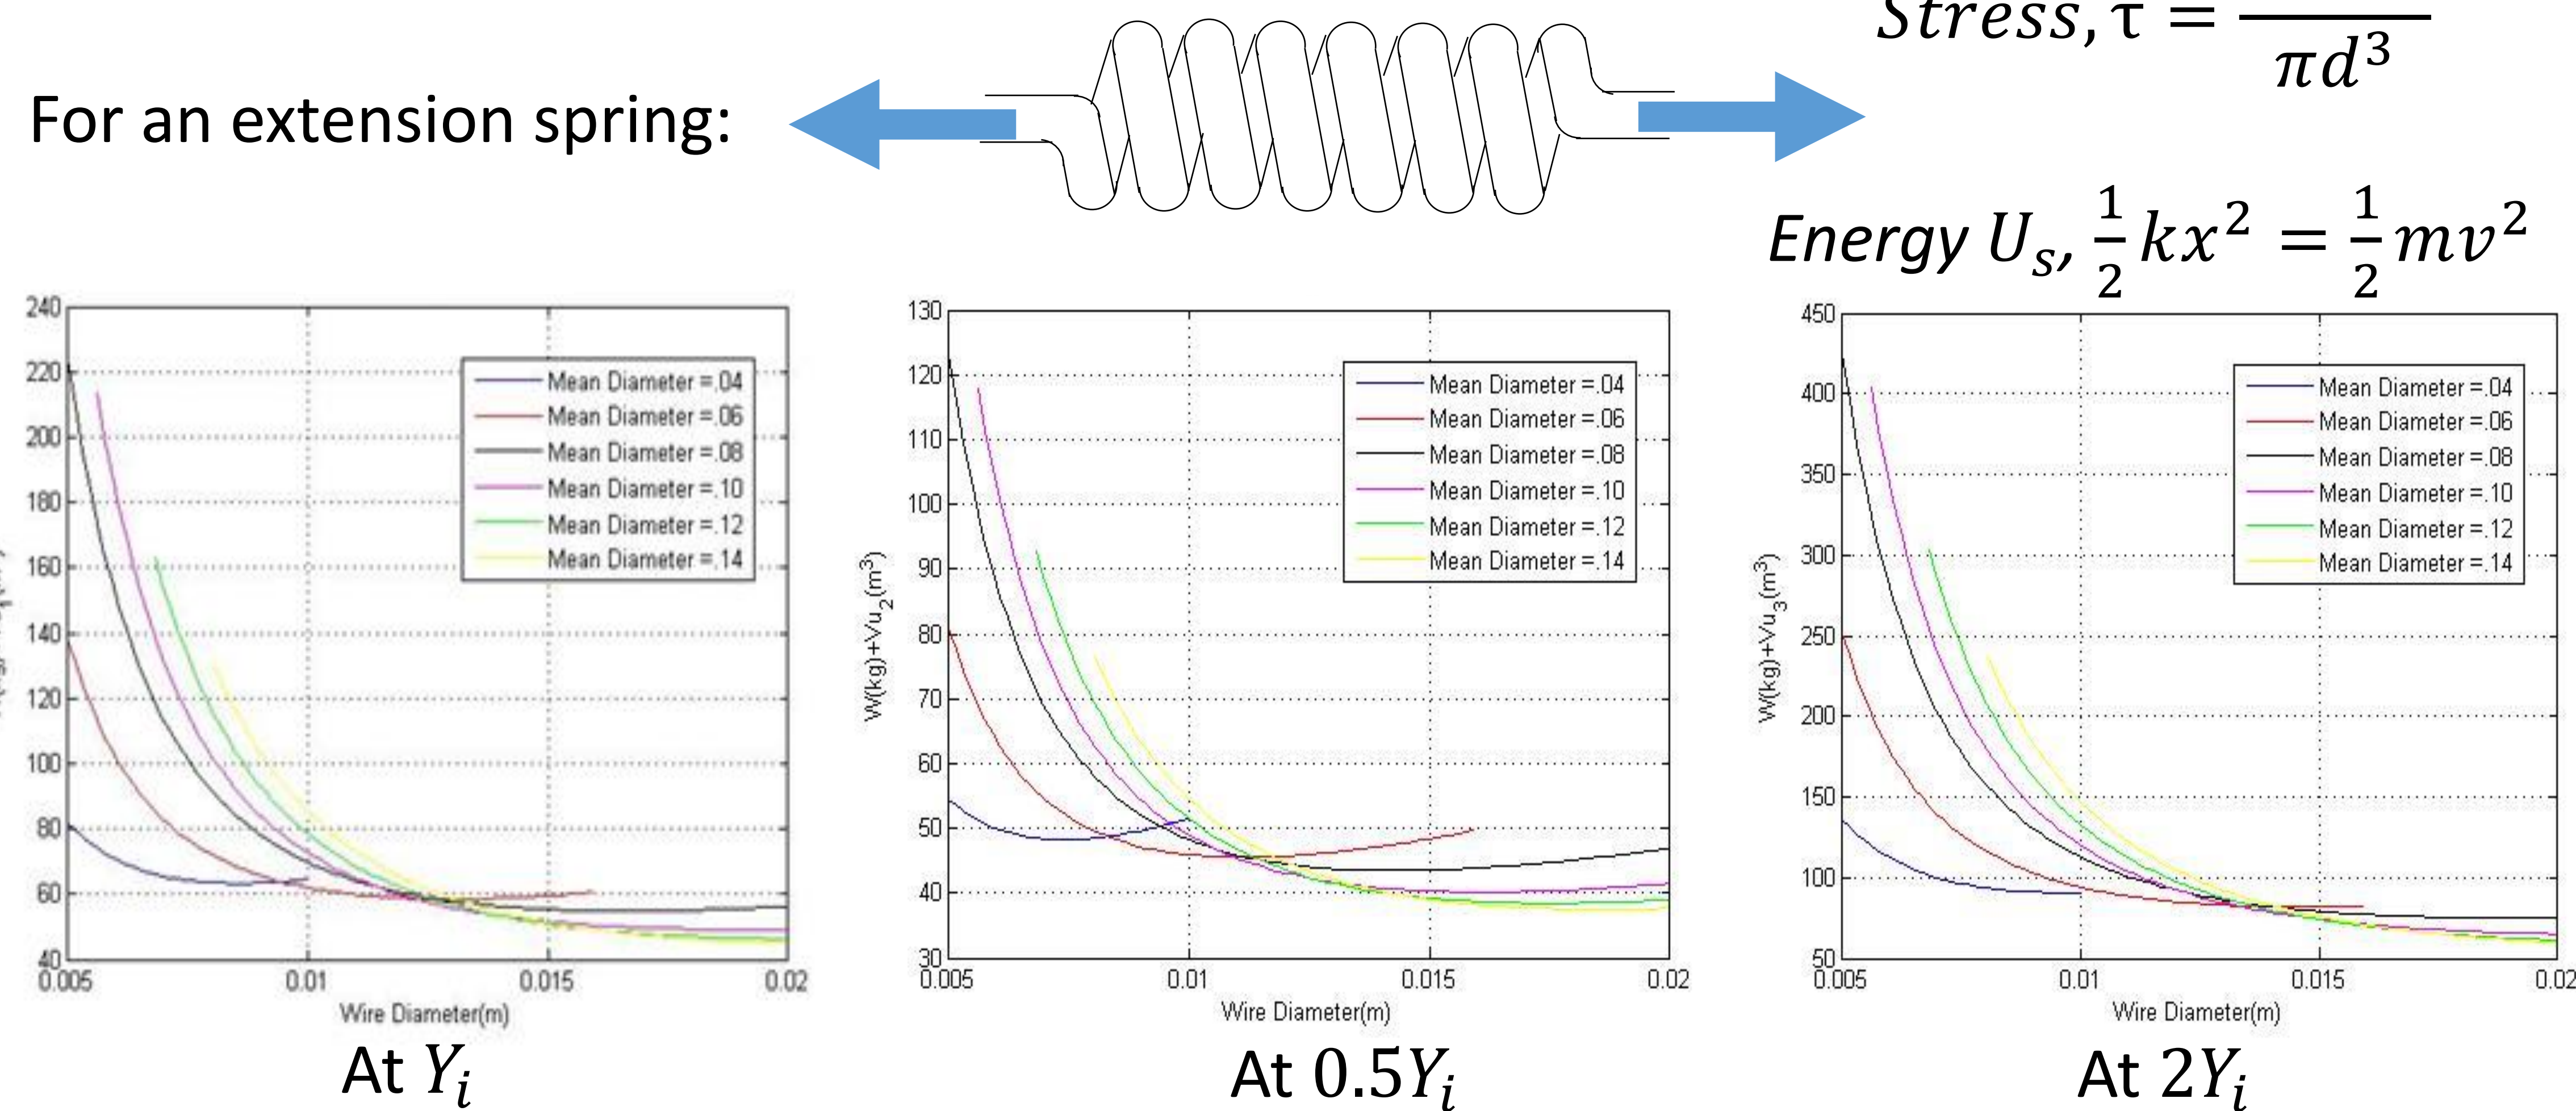 Stress, τ = ―
πd³
For an extension spring:
Energy U_s, ½kx² = ½mv²
240
220
200
180
160
140
120
100
80
60
40
0.005 0.01 0.015 0.02
Wire Diameter(m)
Mean Diameter =.04
Mean Diameter =.06
Mean Diameter =.08
Mean Diameter =.10
Mean Diameter =.12
Mean Diameter =.14
At Y_i
W(kg)+Vu₂(m³)
130
120
110
100
90
80
70
60
50
40
30
0.005 0.01 0.015 0.02
Wire Diameter(m)
Mean Diameter =.04
Mean Diameter =.06
Mean Diameter =.08
Mean Diameter =.10
Mean Diameter =.12
Mean Diameter =.14
At 0.5Y_i
W(kg)+Vu₃(m³)
450
400
350
300
250
200
150
100
50
0.005 0.01 0.015 0.02
Wire Diameter(m)
Mean Diameter =.04
Mean Diameter =.06
Mean Diameter =.08
Mean Diameter =.10
Mean Diameter =.12
Mean Diameter =.14
At 2Y_i